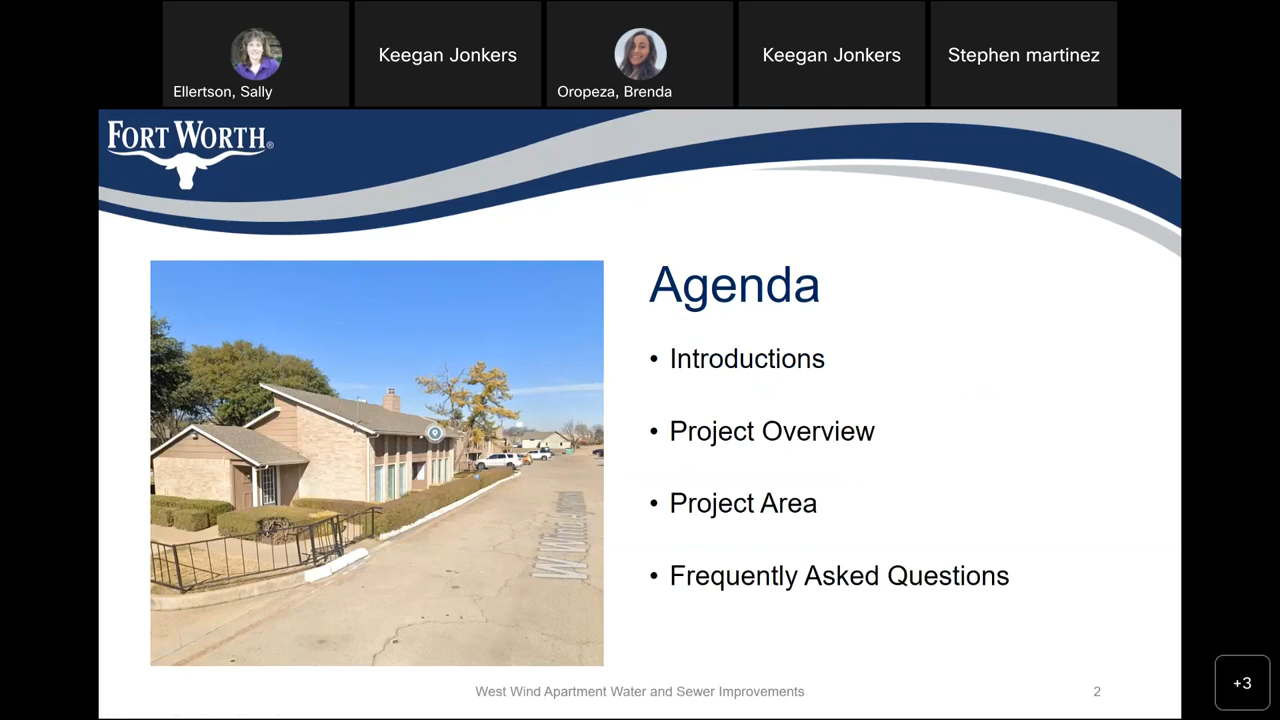 Keegan Jonkers
Keegan Jonkers
Stephen martinez
Ellertson, Sally
Oropeza, Brenda
FORT WORTH®
Agenda
• Introductions
• Project Overview
• Project Area
• Frequently Asked Questions
West Wind Apartment Water and Sewer Improvements
2
+3